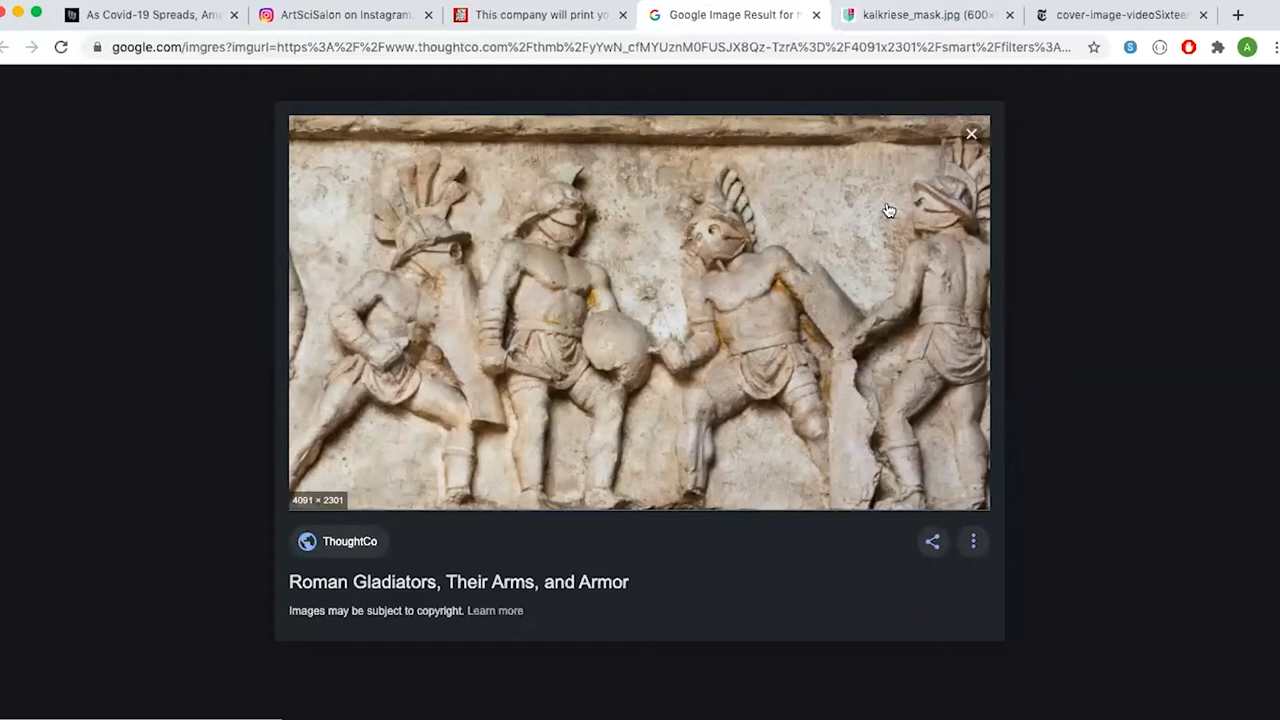 As Covid-19 Spreads, Am
ArtSciSalon on Instagram.
This company will print yo
Google Image Result for h
kalkriese_mask.jpg (600×
cover-image-videoSixteen
google.com/imgres?imgurl=https%3A%2F%2Fwww.thoughtco.com%2Fthmb%2FyYwN_cfMYUznM0FUSJX8Qz-TzrA%3D%2F4091x2301%2Fsmart%2Ffilters%3A...
S
A
4091 × 2301
ThoughtCo
Roman Gladiators, Their Arms, and Armor
Images may be subject to copyright. Learn more